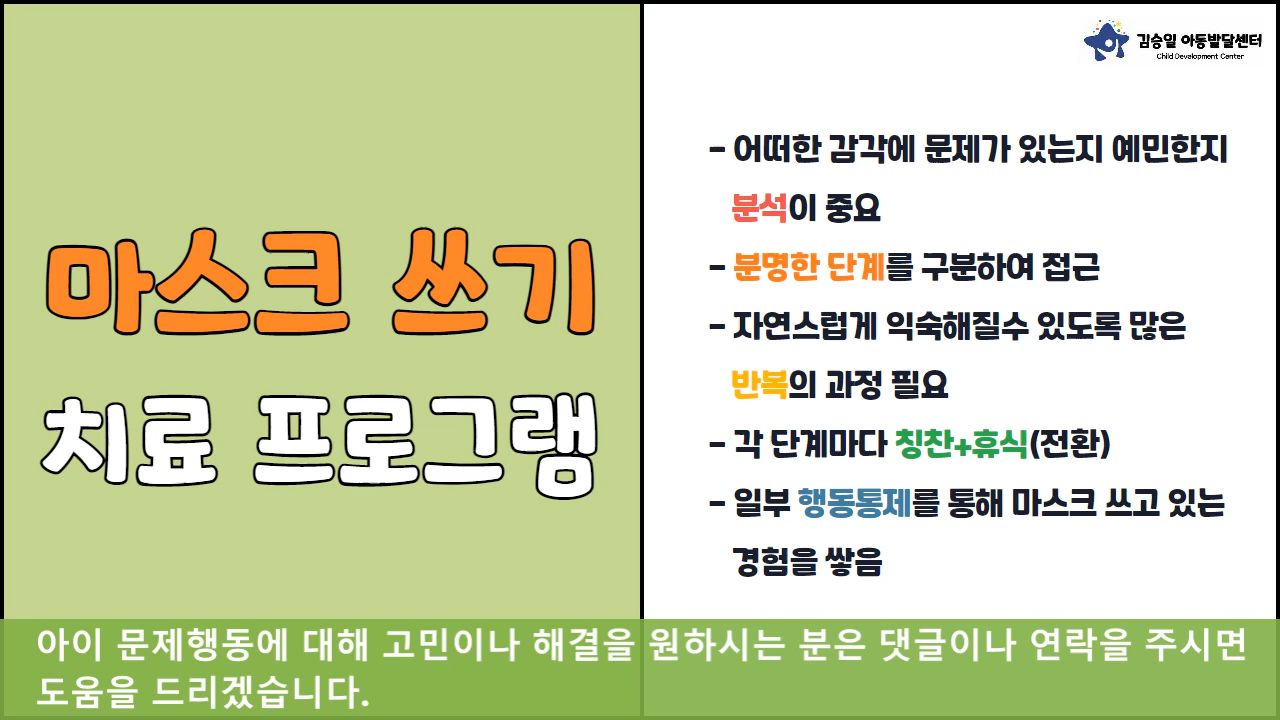 마스크 쓰기
치료 프로그램
김승일 아동발달센터
Child Development Center
- 어떠한 감각에 문제가 있는지 예민한지
분석이 중요
- 분명한 단계를 구분하여 접근
- 자연스럽게 익숙해질수 있도록 많은
반복의 과정 필요
- 각 단계마다 칭찬+휴식(전환)
- 일부 행동통제를 통해 마스크 쓰고 있는
경험을 쌓음
아이 문제행동에 대해 고민이나 해결을 원하시는 분은 댓글이나 연락을 주시면
도움을 드리겠습니다.